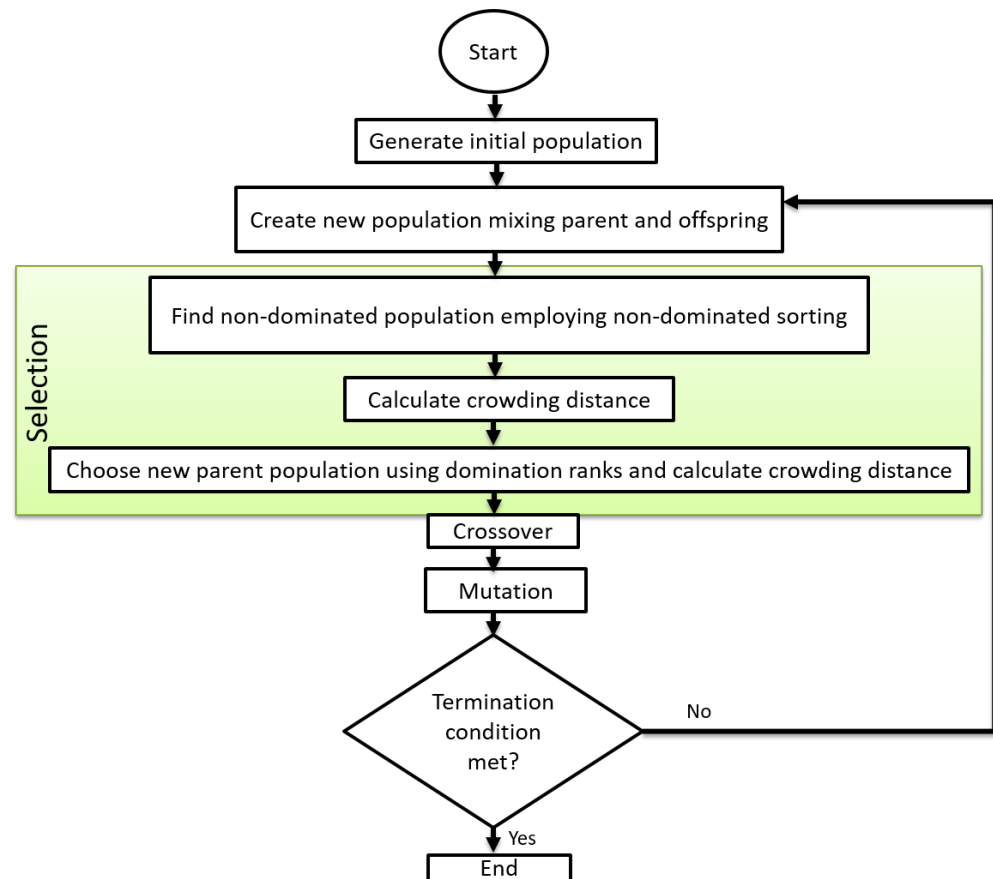 Start
Generate initial population
Create new population mixing parent and offspring
Selection
Find non-dominated population employing non-dominated sorting
Calculate crowding distance
Choose new parent population using domination ranks and calculate crowding distance
Crossover
Mutation
Termination
condition
met?
No
Yes
End